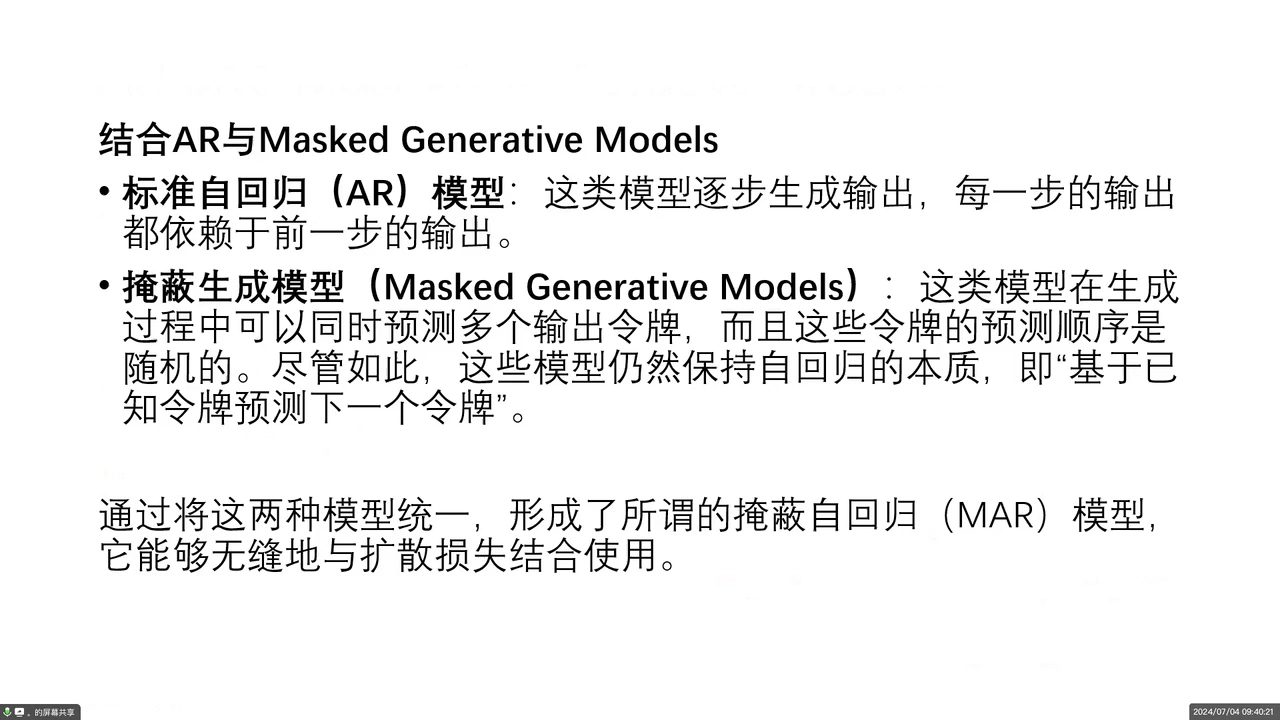 结合AR与Masked Generative Models
• 标准自回归（AR）模型：这类模型逐步生成输出，每一步的输出
都依赖于前一步的输出。
• 掩蔽生成模型（Masked Generative Models）：这类模型在生成
过程中可以同时预测多个输出令牌，而且这些令牌的预测顺序是
随机的。尽管如此，这些模型仍然保持自回归的本质，即“基于已
知令牌预测下一个令牌”。
通过将这两种模型统一，形成了所谓的掩蔽自回归（MAR）模型，
它能够无缝地与扩散损失结合使用。
。的屏幕共享
2024/07/04 09:40:21